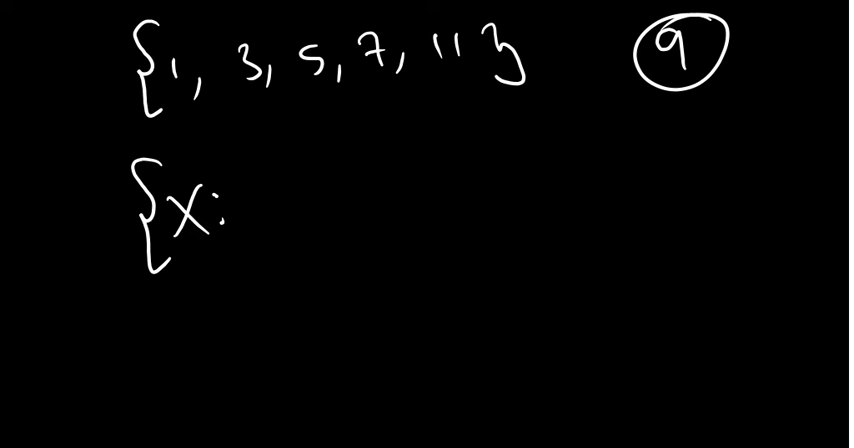 {1, 3, 5, 7, 11} 9
{x: